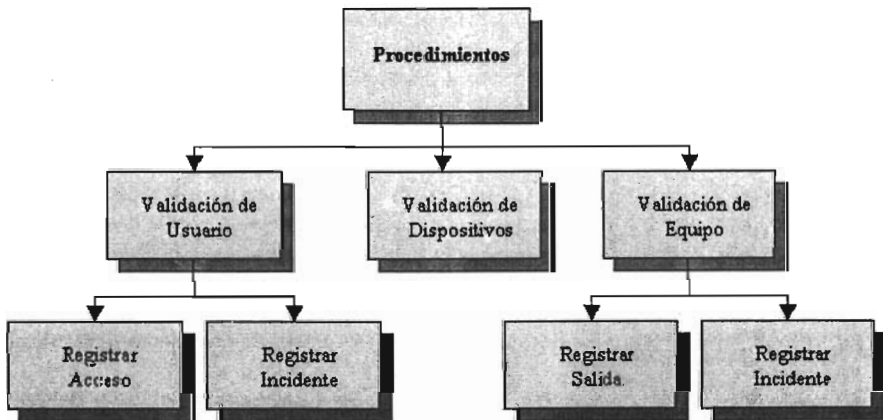 Procedimientos
Validación de
Usuario
Validación de
Dispositivos
Validación de
Equipo
Registrar
Acceso
Registrar
Incidente
Registrar
Salida.
Registrar
Incidente